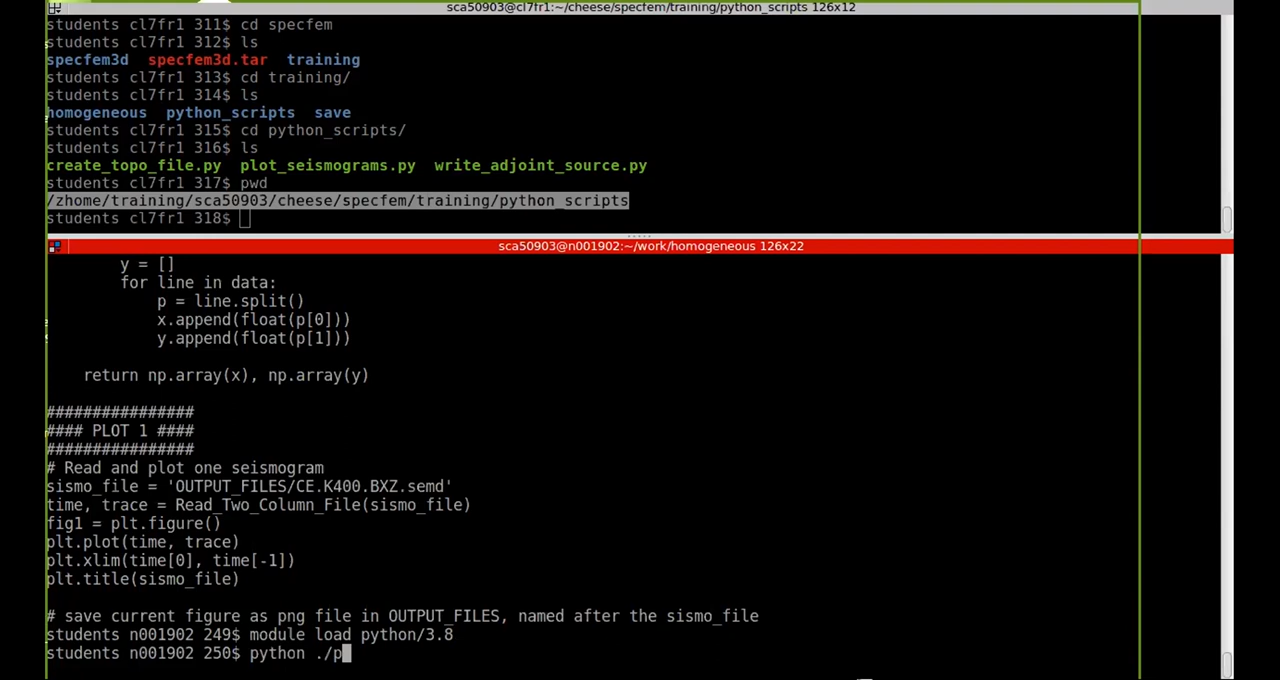 sca50903@cl7fr1:~/cheese/specfem/training/python_scripts 126x12
students cl7fr1 311$ cd specfem
students cl7fr1 312$ ls
specfem3d  specfem3d.tar  training
students cl7fr1 313$ cd training/
students cl7fr1 314$ ls
homogeneous  python_scripts  save
students cl7fr1 315$ cd python_scripts/
students cl7fr1 316$ ls
create_topo_file.py  plot_seismograms.py  write_adjoint_source.py
students cl7fr1 317$ pwd
/zhome/training/sca50903/cheese/specfem/training/python_scripts
students cl7fr1 318$
sca50903@n001902:~/work/homogeneous 126x22
        y = []
        for line in data:
            p = line.split()
            x.append(float(p[0]))
            y.append(float(p[1]))
    return np.array(x), np.array(y)
################
#### PLOT 1 ####
################
# Read and plot one seismogram
sismo_file = 'OUTPUT_FILES/CE.K400.BXZ.semd'
time, trace = Read_Two_Column_File(sismo_file)
fig1 = plt.figure()
plt.plot(time, trace)
plt.xlim(time[0], time[-1])
plt.title(sismo_file)
# save current figure as png file in OUTPUT_FILES, named after the sismo_file
students n001902 249$ module load python/3.8
students n001902 250$ python ./p